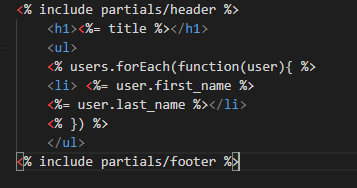 <% include partials/header %>
<h1><%= title %></h1>
<ul>
<% users.forEach(function(user){ %>
<li> <%= user.first_name %>
<%= user.last_name %></li>
<% }) %>
</ul>
<% include partials/footer %>